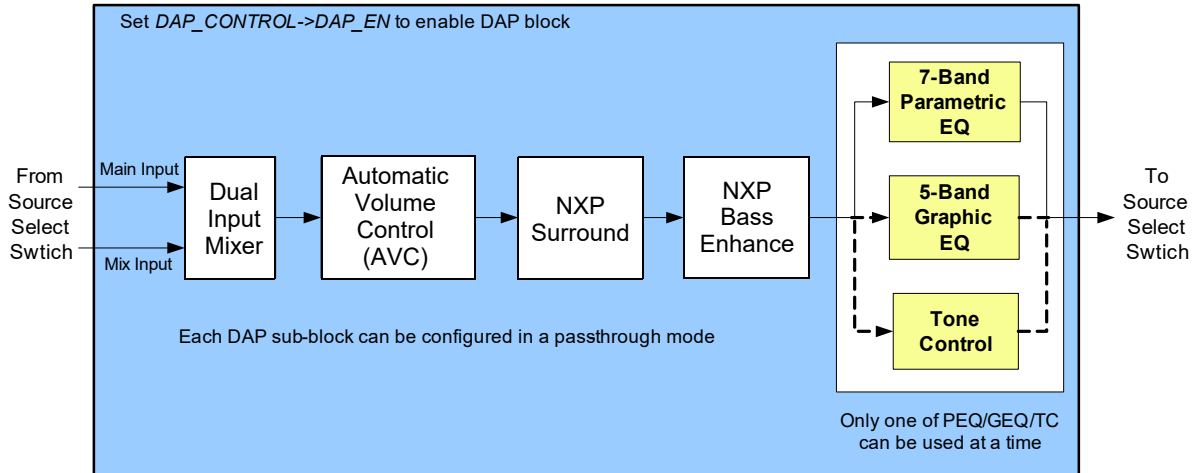 Set DAP_CONTROL->DAP_EN to enable DAP block
From
Source
Select
Swtich
Main Input
Mix Input
Dual
Input
Mixer
Automatic
Volume
Control
(AVC)
NXP
Surround
NXP
Bass
Enhance
7-Band
Parametric
EQ
5-Band
Graphic
EQ
Tone
Control
To
Source
Select
Swtich
Each DAP sub-block can be configured in a passthrough mode
Only one of PEQ/GEQ/TC
can be used at a time